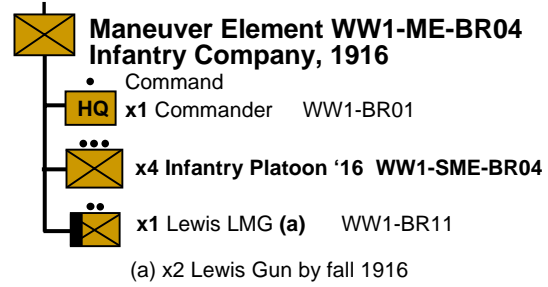 Maneuver Element WW1-ME-BR04
Infantry Company, 1916
Command
HQ x1 Commander WW1-BR01
x4 Infantry Platoon ‘16 WW1-SME-BR04
x1 Lewis LMG (a) WW1-BR11
(a) x2 Lewis Gun by fall 1916